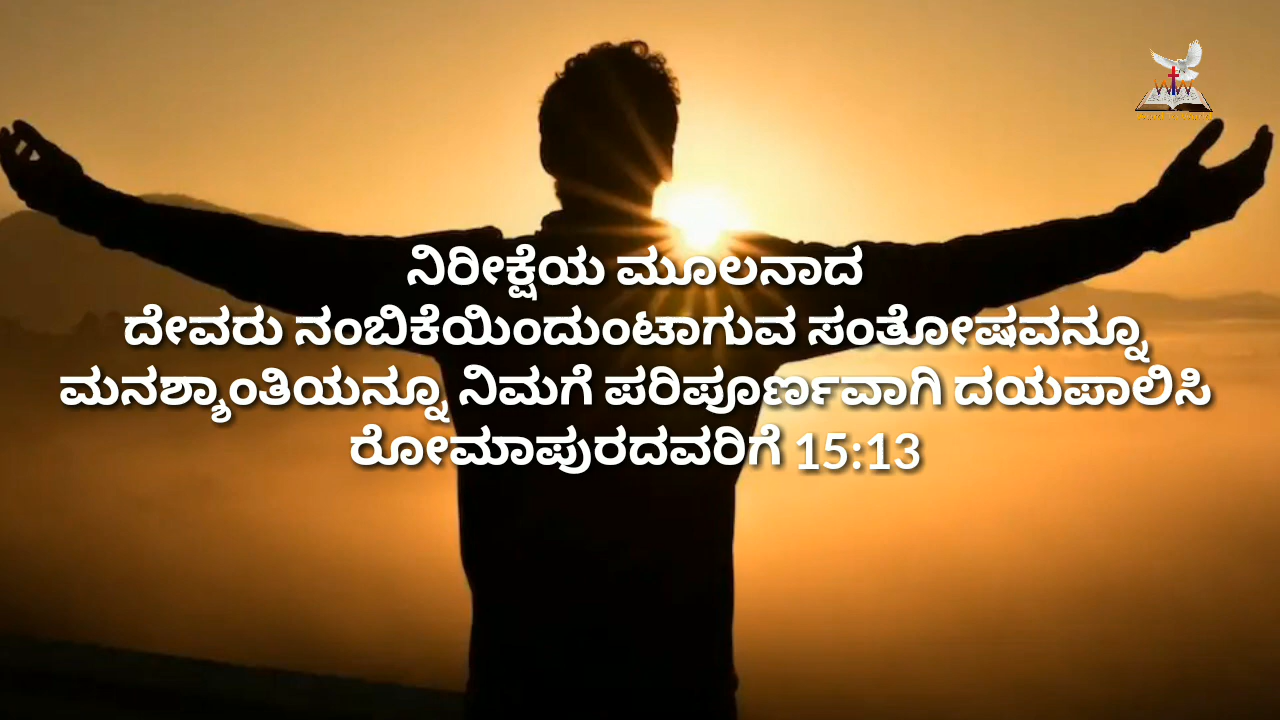 ನಿರೀಕ್ಷೆಯ ಮೂಲನಾದ
ದೇವರು ನಂಬಿಕೆಯಿಂದುಂಟಾಗುವ ಸಂತೋಷವನ್ನೂ
ಮನಶ್ಶಾಂತಿಯನ್ನೂ ನಿಮಗೆ ಪರಿಪೂರ್ಣವಾಗಿ ದಯಪಾಲಿಸಿ
ರೋಮಾಪುರದವರಿಗೆ 15:13